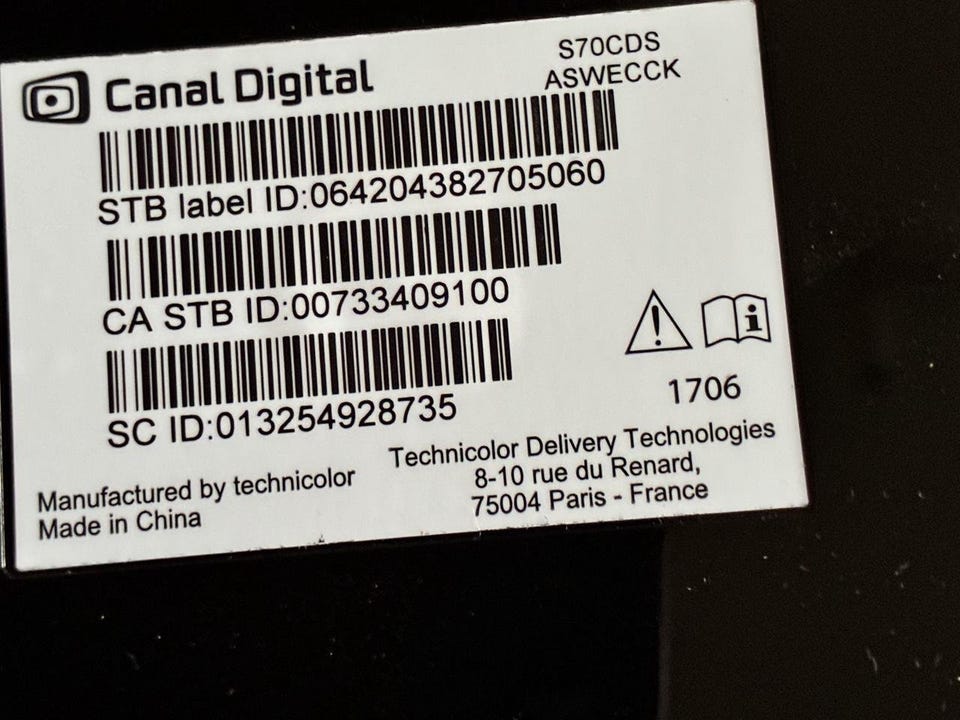 Canal Digital
S70CDS
ASWECCK
STB label ID:064204382705060
CA STB ID:00733409100
SC ID:013254928735
1706
Manufactured by technicolor
Made in China
Technicolor Delivery Technologies
8-10 rue du Renard,
75004 Paris - France